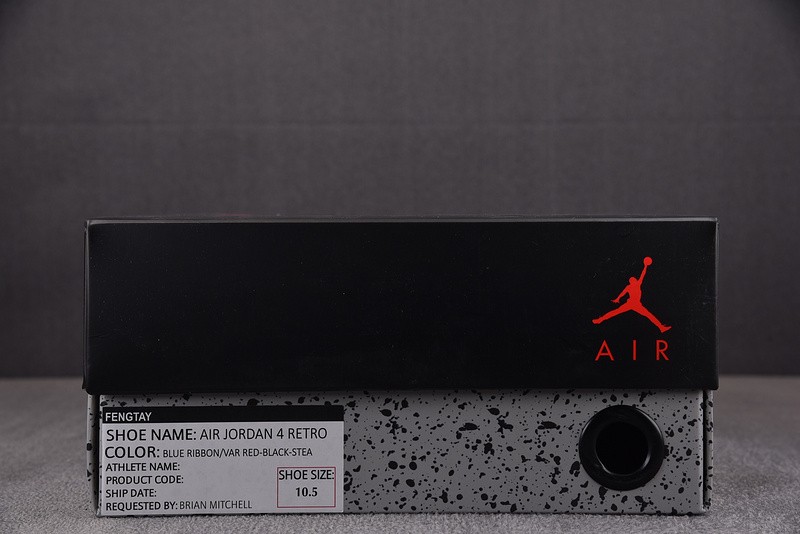 AIR
FENGTAY
SHOE NAME: AIR JORDAN 4 RETRO
COLOR: BLUE RIBBON/VAR RED-BLACK-STEA
ATHLETE NAME:
PRODUCT CODE:
SHIP DATE:
REQUESTED BY: BRIAN MITCHELL
SHOE SIZE:
10.5